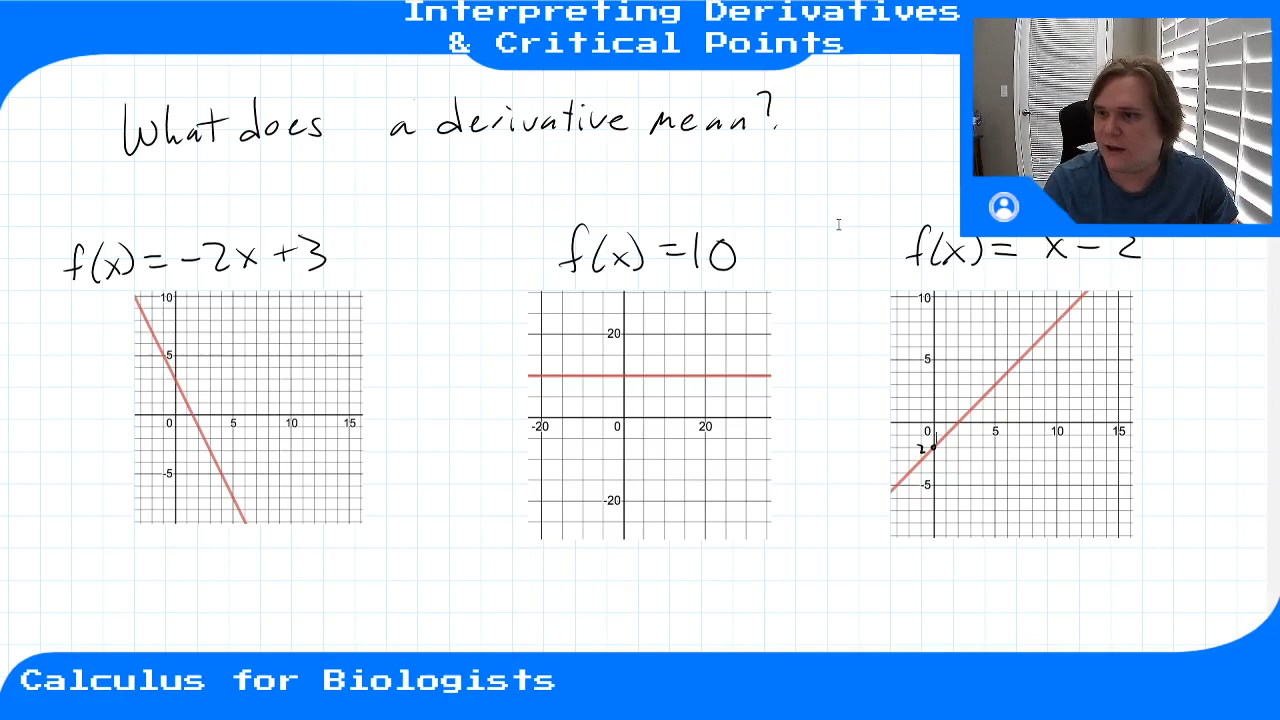 Interpreting Derivatives
& Critical Points
What does a derivative mean?
f(x) = -2x + 3
f(x) = 10
f(x) = x - 2
10
5
0
5
10
15
-5
20
-20
0
20
-20
10
5
0
5
10
15
2
-5
Calculus for Biologists